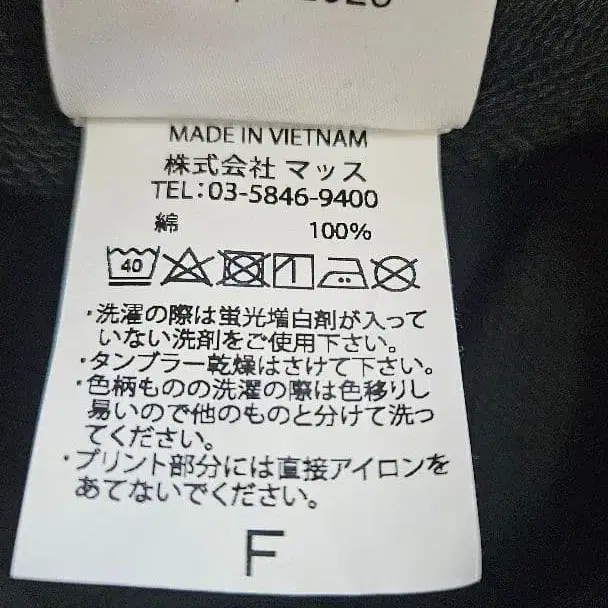 MADE IN VIETNAM
株式会社 マッス
TEL:03-5846-9400
綿 100%
40
・洗濯の際は蛍光増白剤が入って
いない洗剤をご使用下さい。
・タンブラー乾燥はさけて下さい。
・色柄ものの洗濯の際は色移りし
易いので他のものと分けて洗っ
てください。
・プリント部分には直接アイロンを
あてないでください。
F